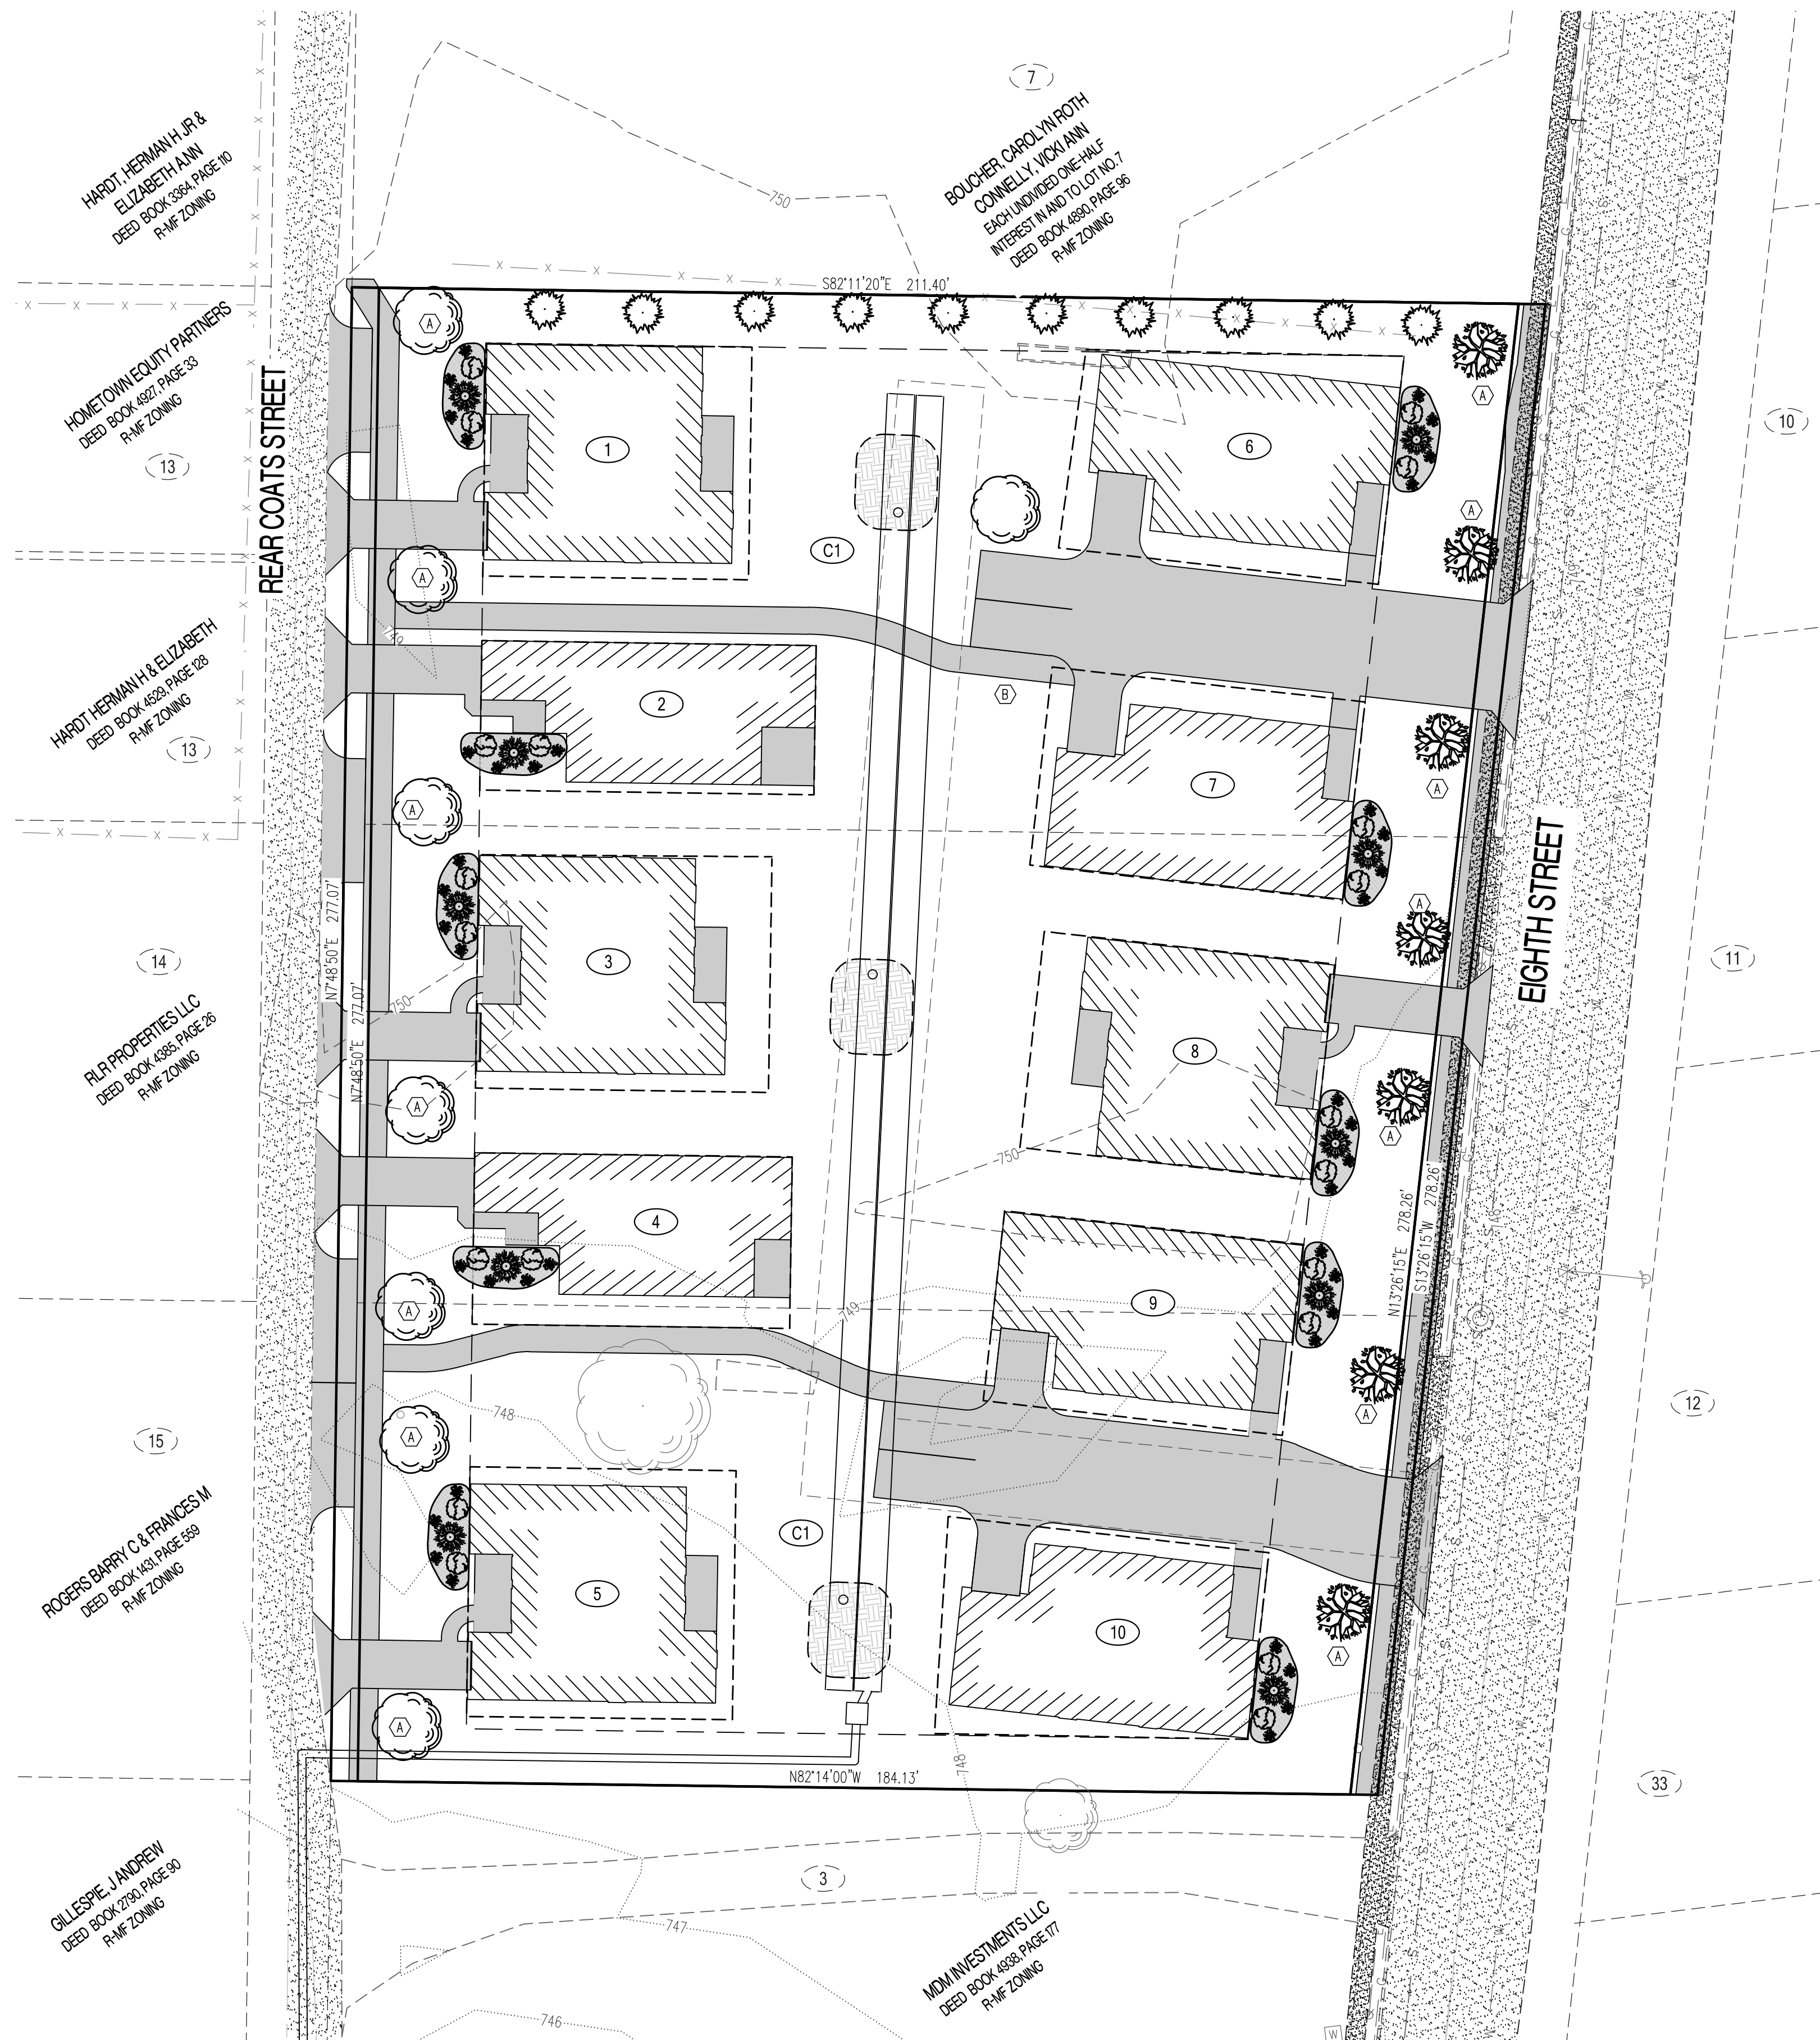 7
HARDT, HERMAN H JR &
ELIZABETH ANN
DEED BOOK 3364, PAGE 110
R-MF ZONING
BOUCHER, CAROLYN ROTH
CONNELLY, VICKI ANN
EACH UNDIVIDED ONE-HALF
INTEREST IN AND TO LOT NO. 7
DEED BOOK 4890, PAGE 96
R-MF ZONING
750
S82°11'20"E 211.40'
HOMETOWN EQUITY PARTNERS
DEED BOOK 4927, PAGE 33
R-MF ZONING
13
REAR COATS STREET
A
A
1
6
10
A
C1
A
749
HARDT HERMAN H & ELIZABETH
DEED BOOK 4529, PAGE 128
R-MF ZONING
13
2
B
7
A
A
EIGHTH STREET
N7°48'50"E 277.07'
N7°48'50"E 277.07'
A
3
14
11
750
RLR PROPERTIES LLC
DEED BOOK 4385, PAGE 26
R-MF ZONING
8
A
A
750
4
N13°26'15"E 278.26'
S13°26'15"W 278.26'
9
A
749
748
12
A
A
15
C1
ROGERS BARRY C & FRANCES M
DEED BOOK 1431, PAGE 559
R-MF ZONING
5
10
A
A
748
N82°14'00"W 184.13'
33
3
GILLESPIE, J ANDREW
DEED BOOK 2790, PAGE 90
R-MF ZONING
747
MDM INVESTMENTS LLC
DEED BOOK 4938, PAGE 177
R-MF ZONING
746
W